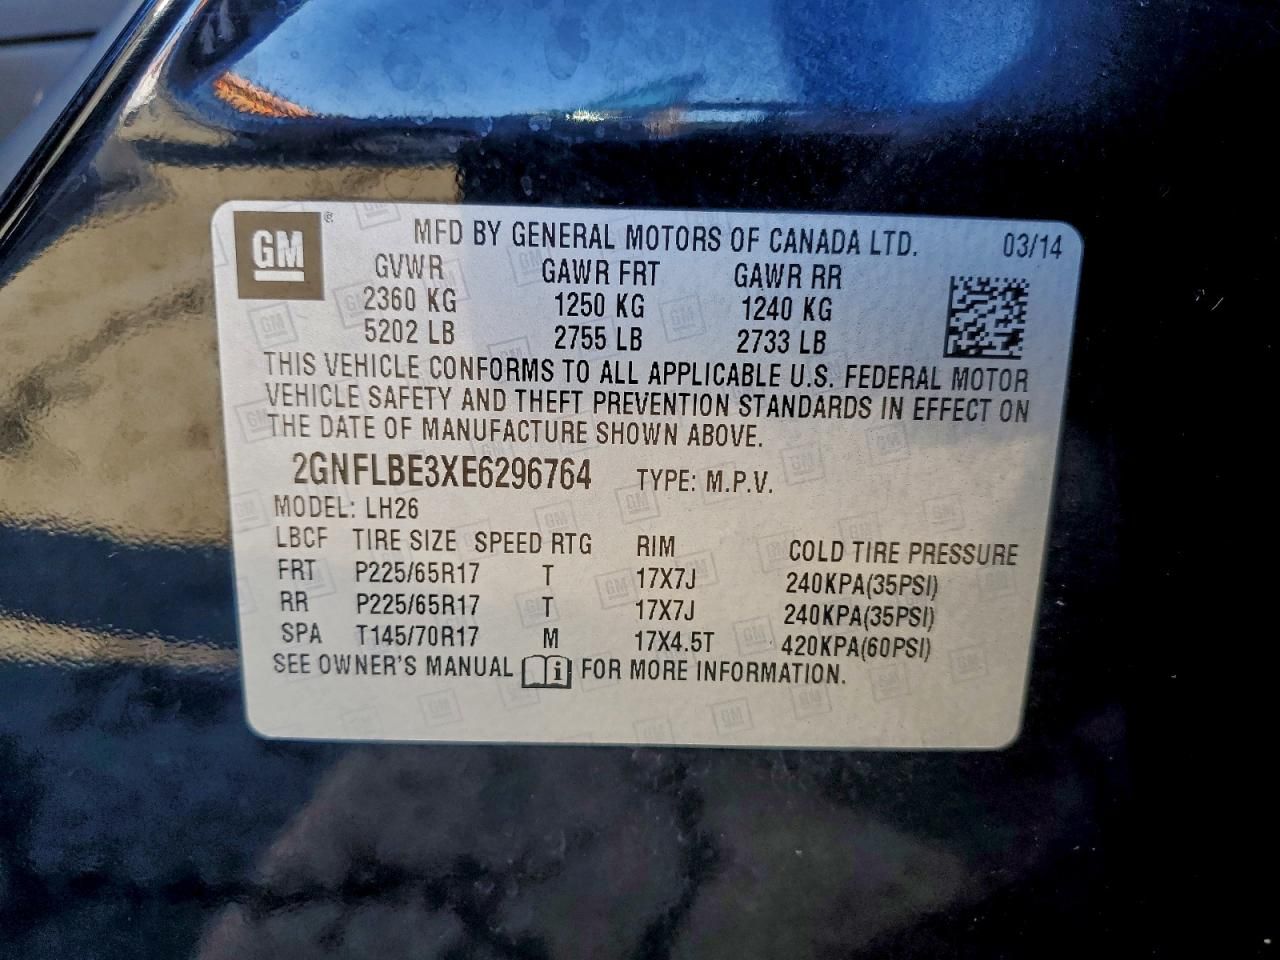 GM
MFD BY GENERAL MOTORS OF CANADA LTD. 03/14
GVWR GAWR FRT GAWR RR
2360 KG 1250 KG 1240 KG
5202 LB 2755 LB 2733 LB
THIS VEHICLE CONFORMS TO ALL APPLICABLE U.S. FEDERAL MOTOR
VEHICLE SAFETY AND THEFT PREVENTION STANDARDS IN EFFECT ON
THE DATE OF MANUFACTURE SHOWN ABOVE.
2GNFLBE3XE6296764 TYPE: M.P.V.
MODEL: LH26
LBCF TIRE SIZE SPEED RTG RIM COLD TIRE PRESSURE
FRT P225/65R17 T 17X7J 240KPA(35PSI)
RR P225/65R17 T 17X7J 240KPA(35PSI)
SPA T145/70R17 M 17X4.5T 420KPA(60PSI)
SEE OWNER'S MANUAL i FOR MORE INFORMATION.